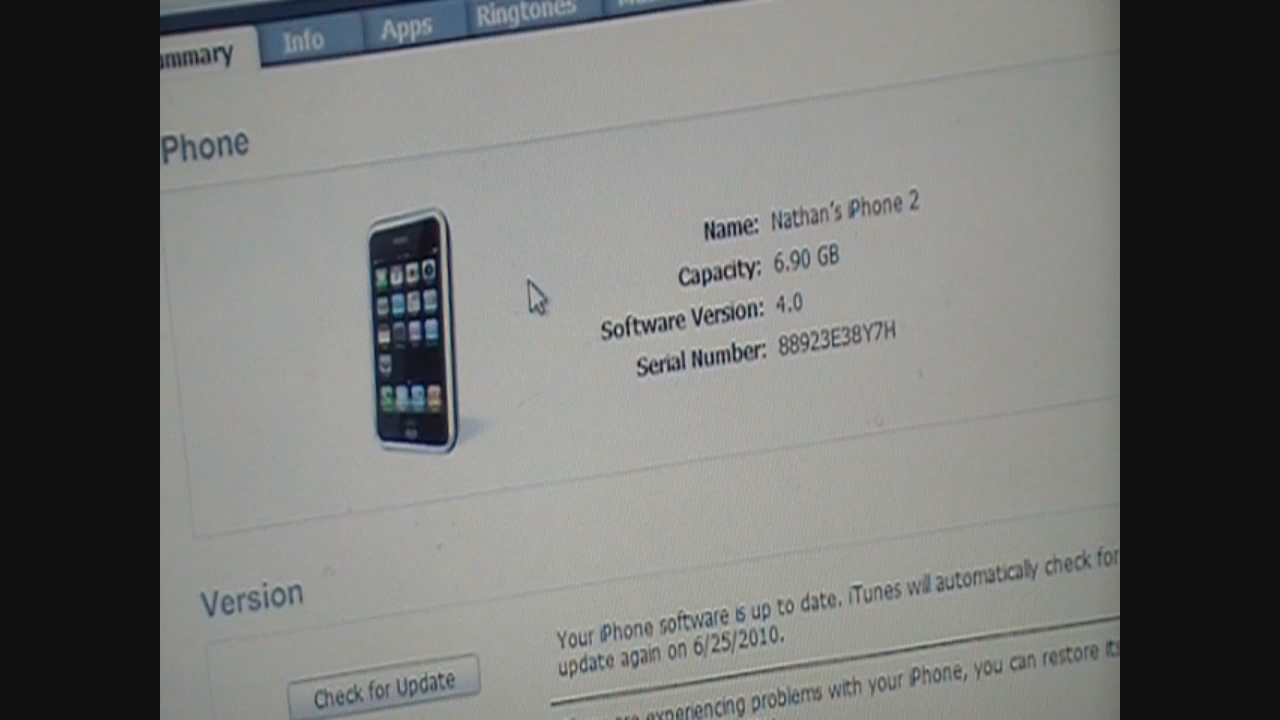 ummary Info Apps Ringtones
iPhone
Name: Nathan's iPhone 2
Capacity: 6.90 GB
Software Version: 4.0
Serial Number: 88923E38Y7H
Version
Your iPhone software is up to date. iTunes will automatically check for
update again on 6/25/2010.
Check for Update
experiencing problems with your iPhone, you can restore its